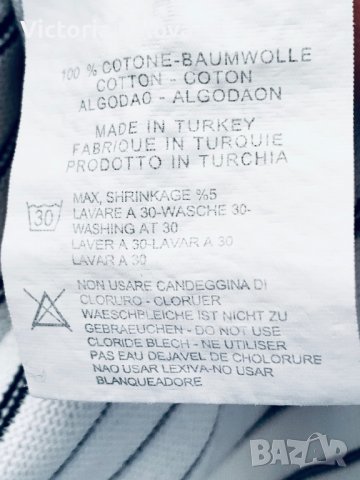 Victoria
100 % COTONE-BAUMWOLLE
COTTON - COTON
ALGODAO - ALGODAON
MADE IN TURKEY
FABRIQUE IN TURQUIE
PRODOTTO IN TURCHIA
MAX, SHRINKAGE %5
30
LAVARE A 30-WASCHE 30-
WASHING AT 30
LAVER A 30-LAVAR A 30
LAVAR A 30
NON USARE CANDEGGINA DI
CLORURO - CLORUER
WAESCHPLEICHE IST NICHT ZU
GEBRAEUCHEN - DO NOT USE
CLORIDE BLECH - NE UTILISER
PAS EAU DEJAVEL DE CHOLORURE
NAO USAR LEXIVA-NO USAR
BLANQUEADORE
BAZAR